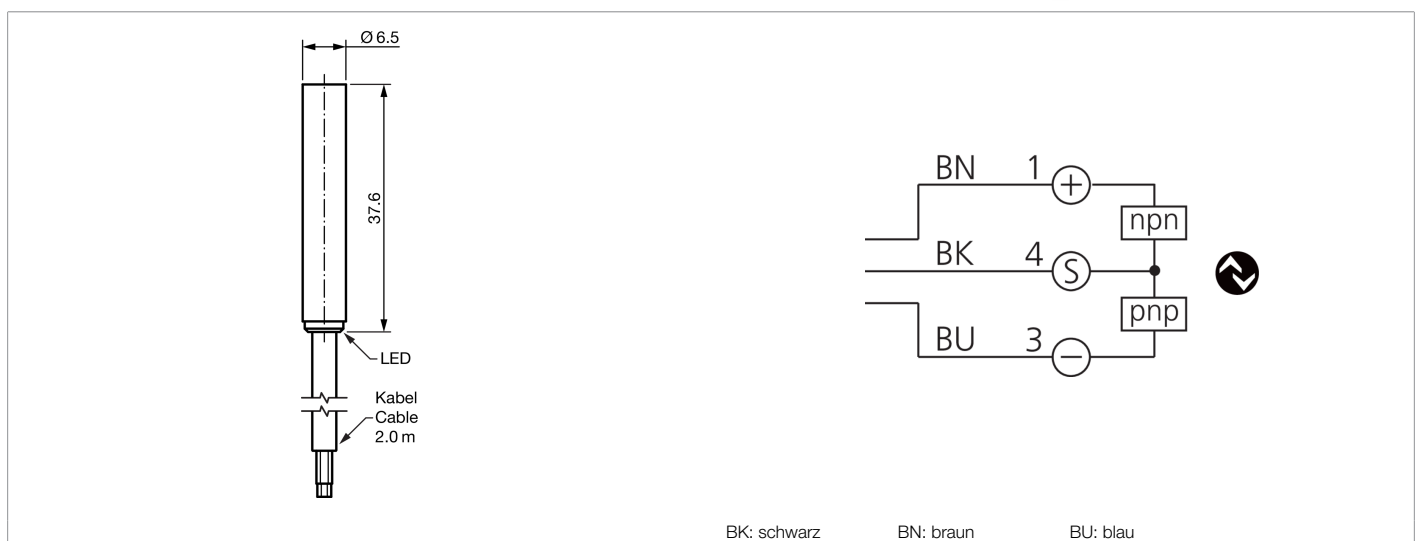 Ø 6.5
37.6
LED
Kabel
Cable
2.0 m
BN 1 +
npn
BK 4 S
pnp
BU 3 −
BK: schwarz BN: braun BU: blau